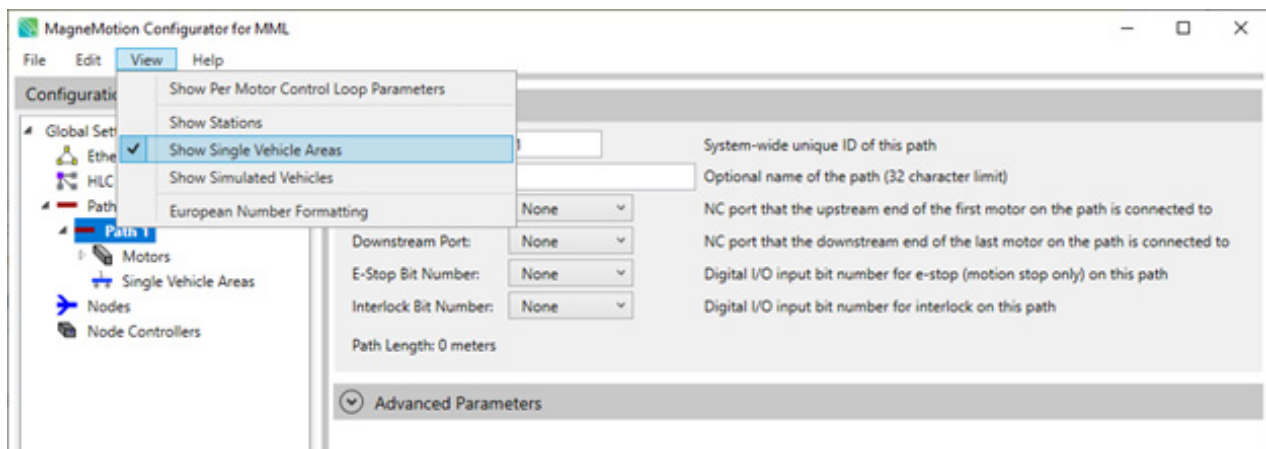 MagneMotion Configurator for MML
File Edit View Help
Show Per Motor Control Loop Parameters
Show Stations
Show Single Vehicle Areas
Show Simulated Vehicles
European Number Formatting
Configuratio
Global Sett
Ethe
HLC
Path
Path 1
Motors
Single Vehicle Areas
Nodes
Node Controllers
System-wide unique ID of this path
Optional name of the path (32 character limit)
None NC port that the upstream end of the first motor on the path is connected to
Downstream Port: None NC port that the downstream end of the last motor on the path is connected to
E-Stop Bit Number: None Digital I/O input bit number for e-stop (motion stop only) on this path
Interlock Bit Number: None Digital I/O input bit number for interlock on this path
Path Length: 0 meters
Advanced Parameters